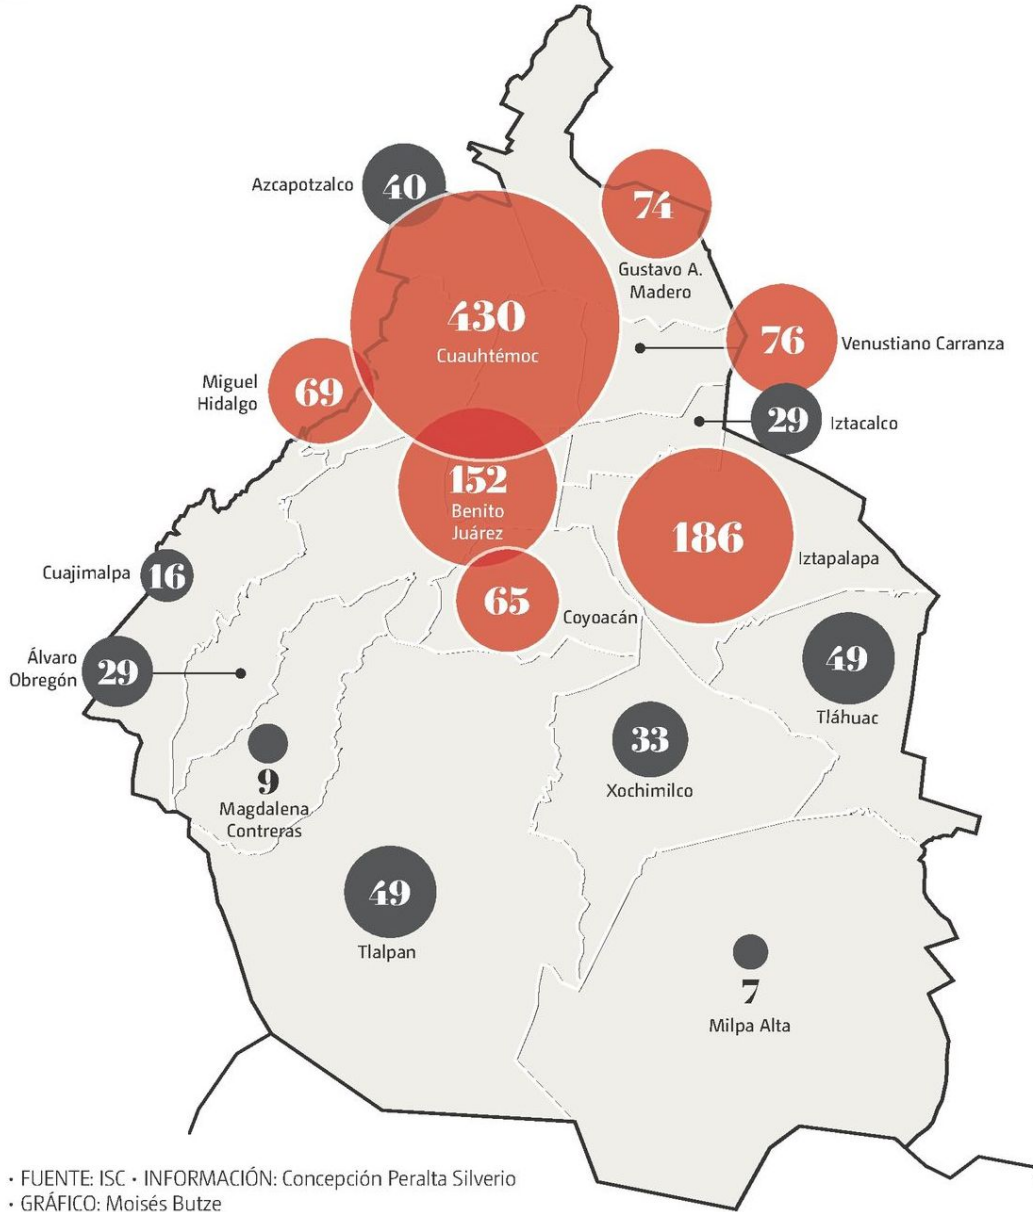 Azcapotzalco
40
74
Gustavo A.
Madero
430
Cuauhtémoc
76
Venustiano Carranza
Miguel
Hidalgo
69
29
Iztacalco
152
Benito
Juárez
186
Iztapalapa
Cuajimalpa
16
65
Coyoacán
Álvaro
Obregón
29
49
Tláhuac
33
Xochimilco
9
Magdalena
Contreras
49
Tlalpan
7
Milpa Alta
• FUENTE: ISC • INFORMACIÓN: Concepción Peralta Silverio
• GRÁFICO: Moisés Butze